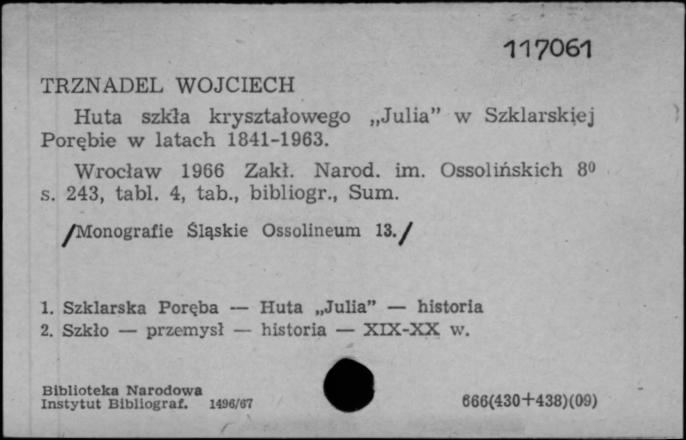 117061
TRZNADEL WOJCIECH
Huta szkła kryształowego „Julia” w Szklarskiej
Porębie w latach 1841-1963.
Wrocław 1966 Zakł. Narod. im. Ossolińskich 8⁰
s. 243, tabl. 4, tab., bibliogr., Sum.
/Monografie Śląskie Ossolineum 13./
1. Szklarska Poręba — Huta „Julia” — historia
2. Szkło — przemysł — historia — XIX-XX w.
Biblioteka Narodowa
Instytut Bibliograf. 1496/67
666(430+438)(09)